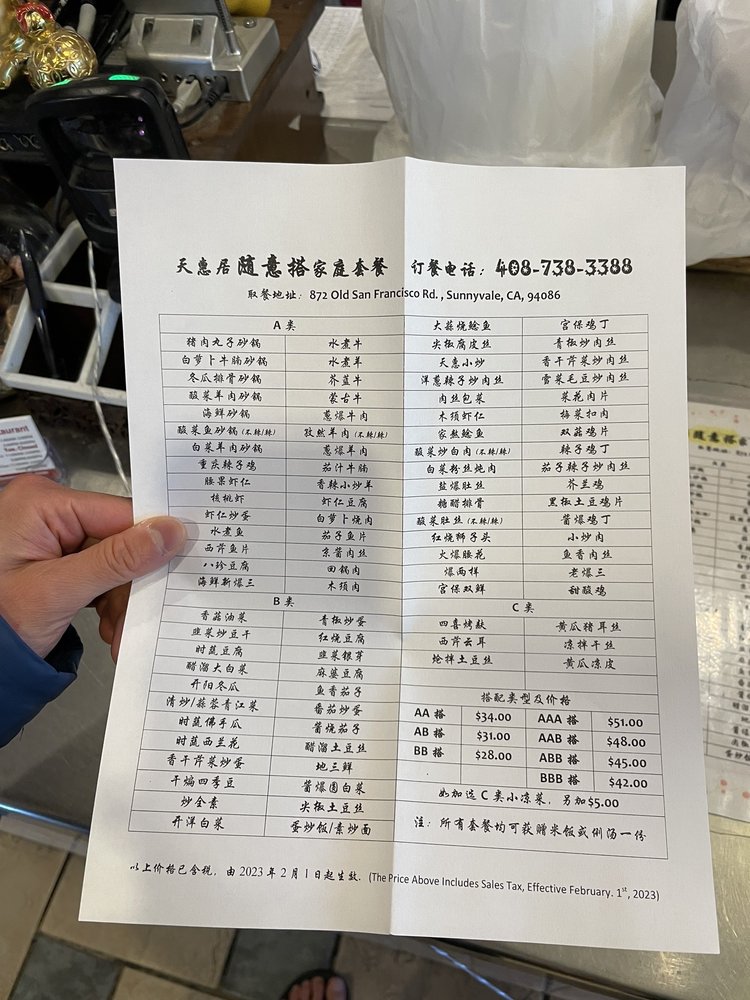 天惠居 随意搭家庭套餐 订餐电话：408-738-3388
取餐地址：872 Old San Francisco Rd. , Sunnyvale, CA, 94086
A 类
猪肉丸子砂锅 水煮牛
白萝卜牛腩砂锅 水煮羊
冬瓜排骨砂锅 芥蓝牛
酸菜羊肉砂锅 蒙古牛
海鲜砂锅 葱爆牛肉
酸菜鱼砂锅（不辣/辣） 孜然羊肉（不辣/辣）
白菜羊肉砂锅 葱爆羊肉
重庆辣子鸡 茄汁牛腩
腰果虾仁 香辣小炒羊
核桃虾 虾仁豆腐
虾仁炒蛋 白萝卜烧肉
水煮鱼 茄子鱼片
西芹鱼片 京酱肉丝
八珍豆腐 回锅肉
海鲜新爆三 木须肉
大蒜烧鲶鱼 宫保鸡丁
尖椒腐皮丝 青椒炒肉丝
天惠小炒 香干芹菜炒肉丝
洋葱辣子炒肉丝 雪菜毛豆炒肉丝
肉丝包菜 菜花肉片
木须虾仁 梅菜扣肉
家熬鲶鱼 双菇鸡片
酸菜炒白肉（不辣/辣） 辣子鸡丁
白菜粉丝炖肉 茄子辣子炒肉丝
盐爆肚丝 芥兰鸡
糖醋排骨 黑椒土豆鸡片
酸菜肚丝（不辣/辣） 酱爆鸡丁
红烧狮子头 小炒肉
火爆腰花 鱼香肉丝
爆两样 老爆三
宫保双鲜 甜酸鸡
B 类
香菇油菜 青椒炒蛋
韭菜炒豆干 红烧豆腐
时蔬豆腐 韭菜银芽
醋溜大白菜 麻婆豆腐
开阳冬瓜 鱼香茄子
清炒/蒜蓉青江菜 番茄炒蛋
时蔬佛手瓜 酱烧茄子
时蔬西兰花 醋溜土豆丝
香干芹菜炒蛋 地三鲜
干煸四季豆 酱爆圆白菜
炒全素 尖椒土豆丝
开洋白菜 蛋炒饭/素炒面
C 类
四喜烤麸 黄瓜猪耳丝
西芹云耳 凉拌干丝
炝拌土豆丝 黄瓜凉皮
搭配类型及价格
AA 搭 $34.00 AAA 搭 $51.00
AB 搭 $31.00 AAB 搭 $48.00
BB 搭 $28.00 ABB 搭 $45.00
BBB 搭 $42.00
如加选 C 类小凉菜，另加$5.00
注：所有套餐均可获赠米饭或例汤一份
以上价格已含税，由 2023 年 2 月 1 日起生效. (The Price Above Includes Sales Tax, Effective February. 1st, 2023)
随意搭